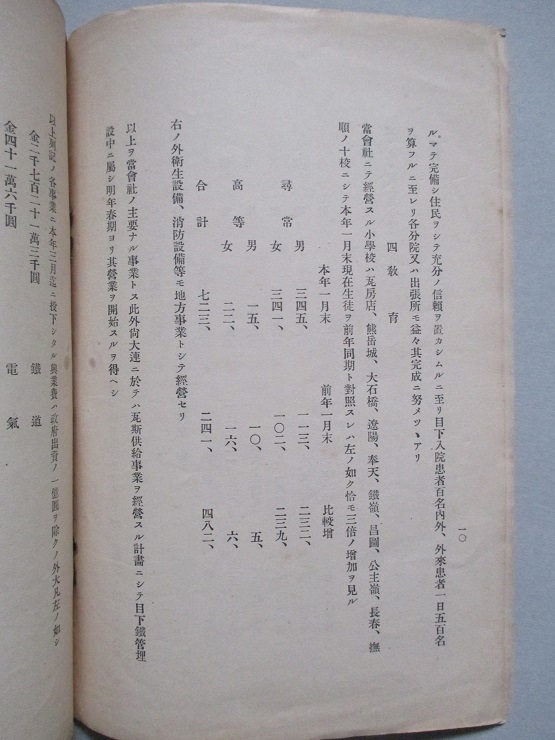 一〇
ルマテ完備シ住民ヲシテ充分ノ信賴ヲ置カシムルニ至リ目下入院患者百名內外、外來患者一日五百名
ヲ算フルニ至レリ各分院又ハ出張所モ益々其完成ニ努メツヽアリ
四 敎育
當會社ニテ經營スル小學校ハ瓦房店、熊岳城、大石橋、遼陽、奉天、鐵嶺、昌圖、公主嶺、長春、撫
順ノ十校ニシテ本年一月末現在生徒ヲ前年同期ト對照スレハ左ノ如ク恰モ三倍ノ增加ヲ見ル
本年一月末 前年一月末 比較增
尋常 男 三四五、 一一三、 二三二、
女 三四一、 一〇二、 二三九、
高等 男 一五、 一〇、 五、
女 二二、 一六、 六、
合計 七二三、 二四一、 四八二、
右ノ外衞生設備、消防設備等モ地方事業トシテ經營セリ
以上ヲ當會社ノ主要ナル事業トス此外尙大連ニ於テハ瓦斯供給事業ヲ經營スル計畫ニシテ目下鐵管埋
設中ニ屬シ明年春期ヨリ其營業ヲ開始スルヲ得ヘシ
以上列記ノ各事業ニ本年三月迄ニ投下シタル興業費ハ政府出資ノ一億圓ヲ除クノ外大凡左ノ如シ
金二千七百二十一萬三千圓 鐵道
金四十一萬六千圓 電氣